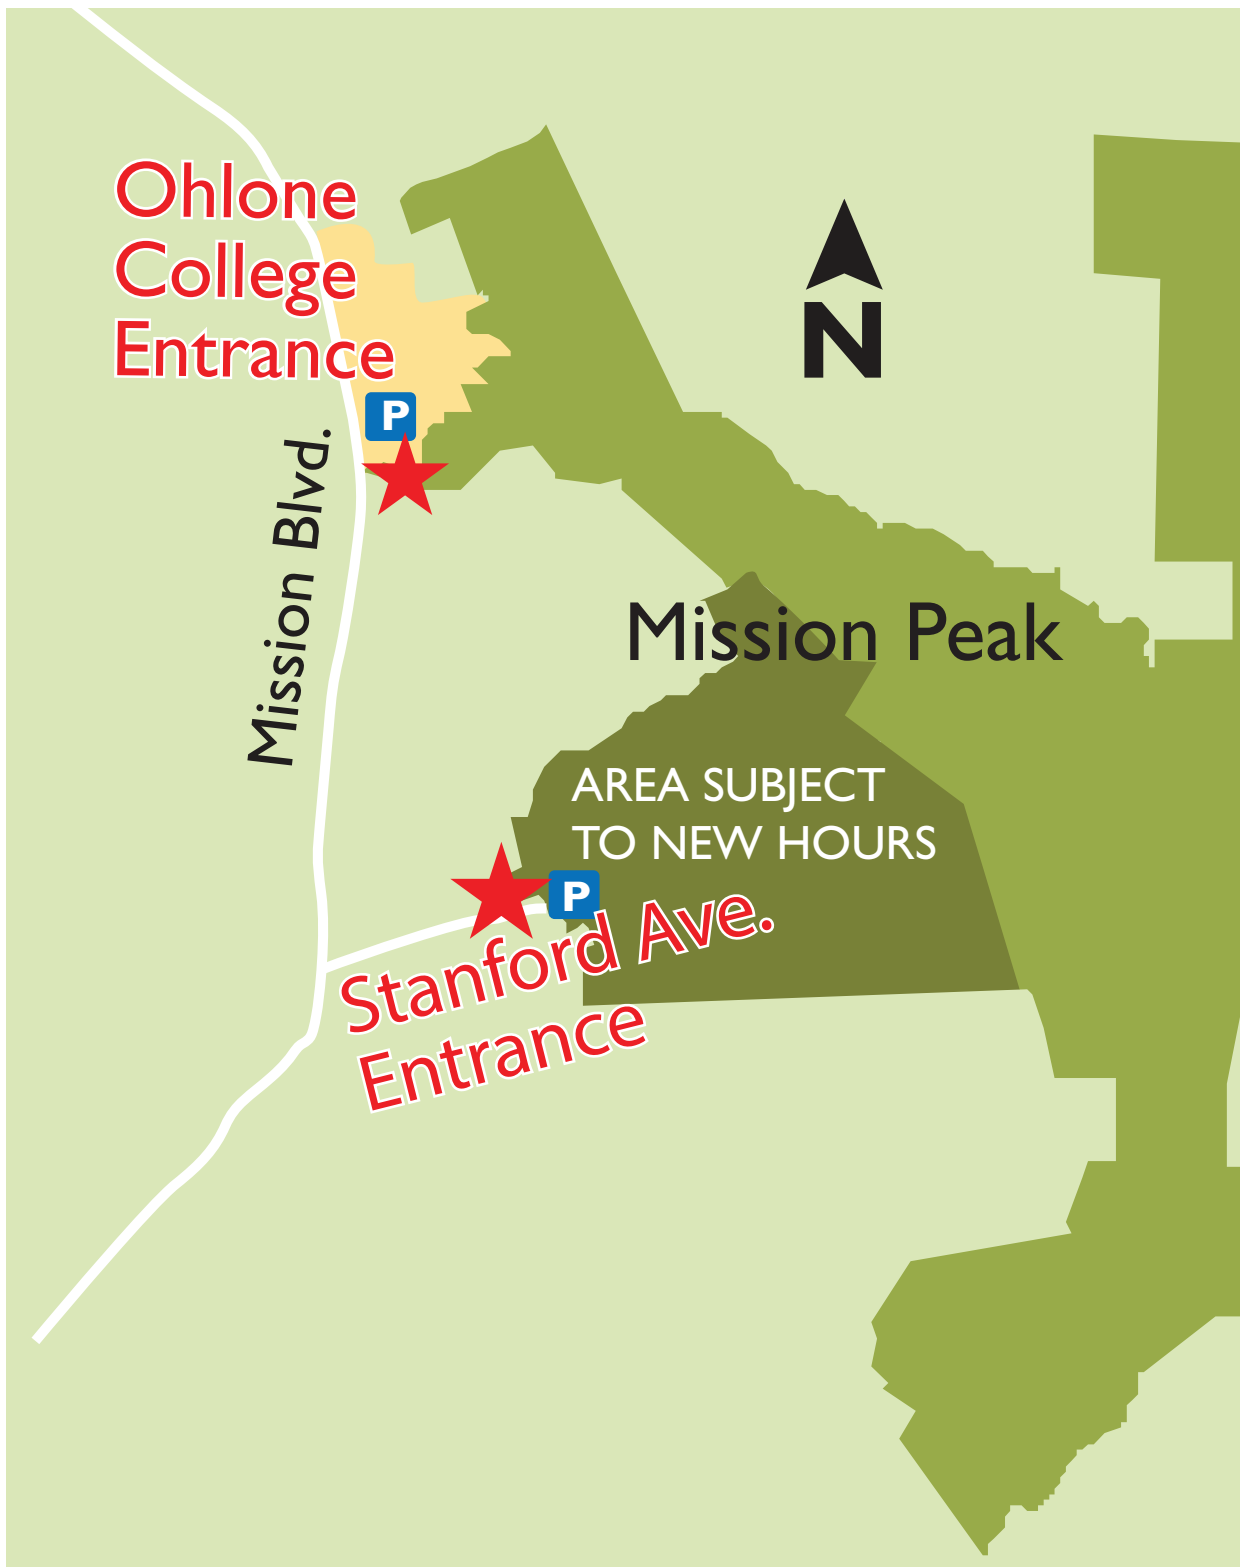 Ohlone
College
Entrance
P
N
Mission Blvd.
Mission Peak
AREA SUBJECT
TO NEW HOURS
P
Stanford Ave.
Entrance